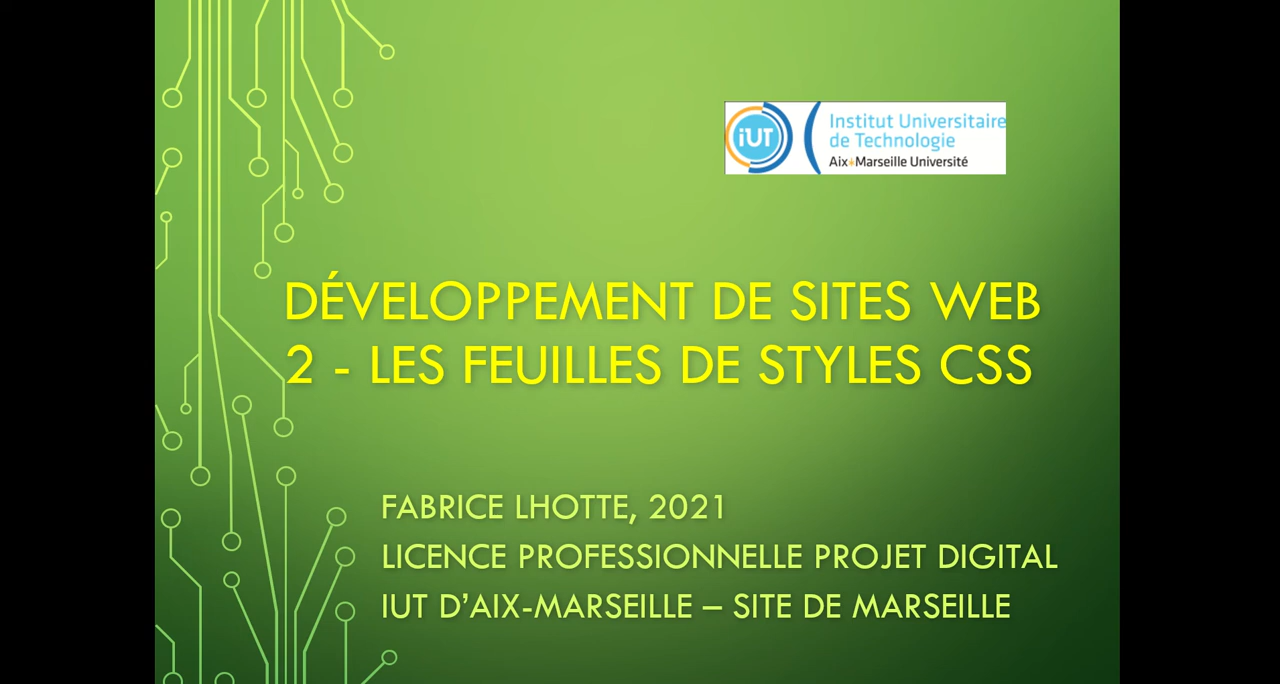 iUT
Institut Universitaire
de Technologie
Aix+Marseille Université
DÉVELOPPEMENT DE SITES WEB
2 - LES FEUILLES DE STYLES CSS
FABRICE LHOTTE, 2021
LICENCE PROFESSIONNELLE PROJET DIGITAL
IUT D’AIX-MARSEILLE – SITE DE MARSEILLE